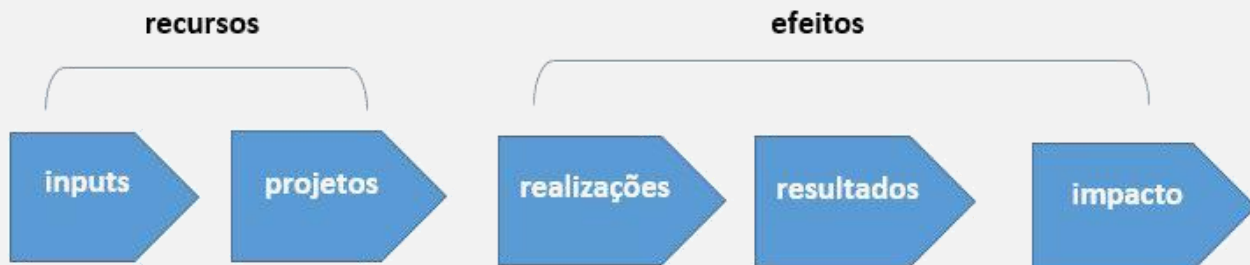 recursos
efeitos
inputs
projetos
realizações
resultados
impacto